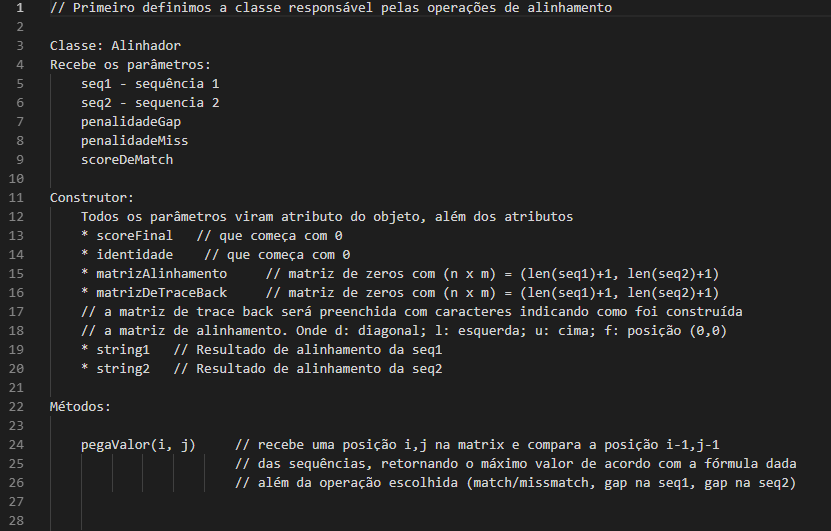 1 // Primeiro definimos a classe responsável pelas operações de alinhamento
2
3 Classe: Alinhador
4 Recebe os parâmetros:
5 seq1 - sequência 1
6 seq2 - sequencia 2
7 penalidadeGap
8 penalidadeMiss
9 scoreDeMatch
10
11 Construtor:
12 Todos os parâmetros viram atributo do objeto, além dos atributos
13 * scoreFinal // que começa com 0
14 * identidade // que começa com 0
15 * matrizAlinhamento // matriz de zeros com (n x m) = (len(seq1)+1, len(seq2)+1)
16 * matrizDeTraceBack // matriz de zeros com (n x m) = (len(seq1)+1, len(seq2)+1)
17 // a matriz de trace back será preenchida com caracteres indicando como foi construída
18 // a matriz de alinhamento. Onde d: diagonal; l: esquerda; u: cima; f: posição (0,0)
19 * string1 // Resultado de alinhamento da seq1
20 * string2 // Resultado de alinhamento da seq2
21
22 Métodos:
23
24 pegaValor(i, j) // recebe uma posição i,j na matrix e compara a posição i-1,j-1
25 // das sequências, retornando o máximo valor de acordo com a fórmula dada
26 // além da operação escolhida (match/missmatch, gap na seq1, gap na seq2)
27
28